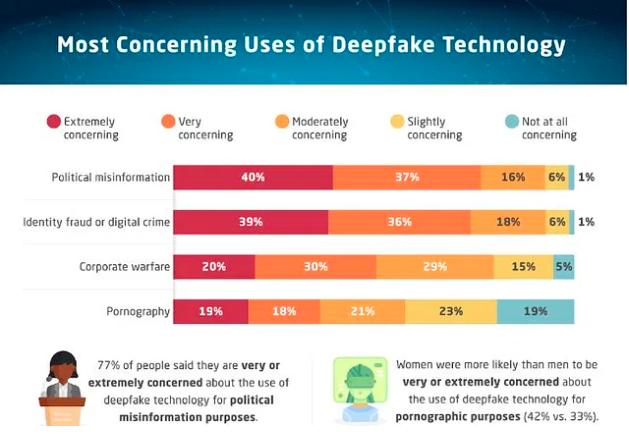 Most Concerning Uses of Deepfake Technology
Extremely concerning
Very concerning
Moderately concerning
Slightly concerning
Not at all concerning
Political misinformation 40% 37% 16% 6% 1%
Identity fraud or digital crime 39% 36% 18% 6% 1%
Corporate warfare 20% 30% 29% 15% 5%
Pornography 19% 18% 21% 23% 19%
77% of people said they are very or
extremely concerned about the use of
deepfake technology for political
misinformation purposes.
Women were more likely than men to be
very or extremely concerned about
the use of deepfake technology for
pornographic purposes (42% vs. 33%).